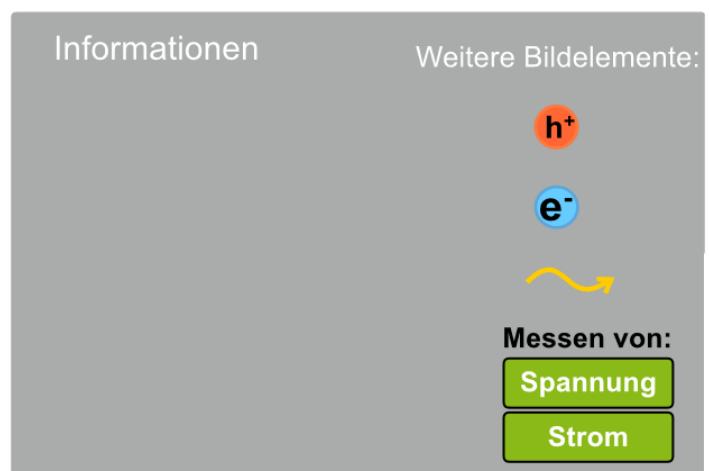 Informationen
Weitere Bildelemente:
h⁺
e⁻
Messen von:
Spannung
Strom